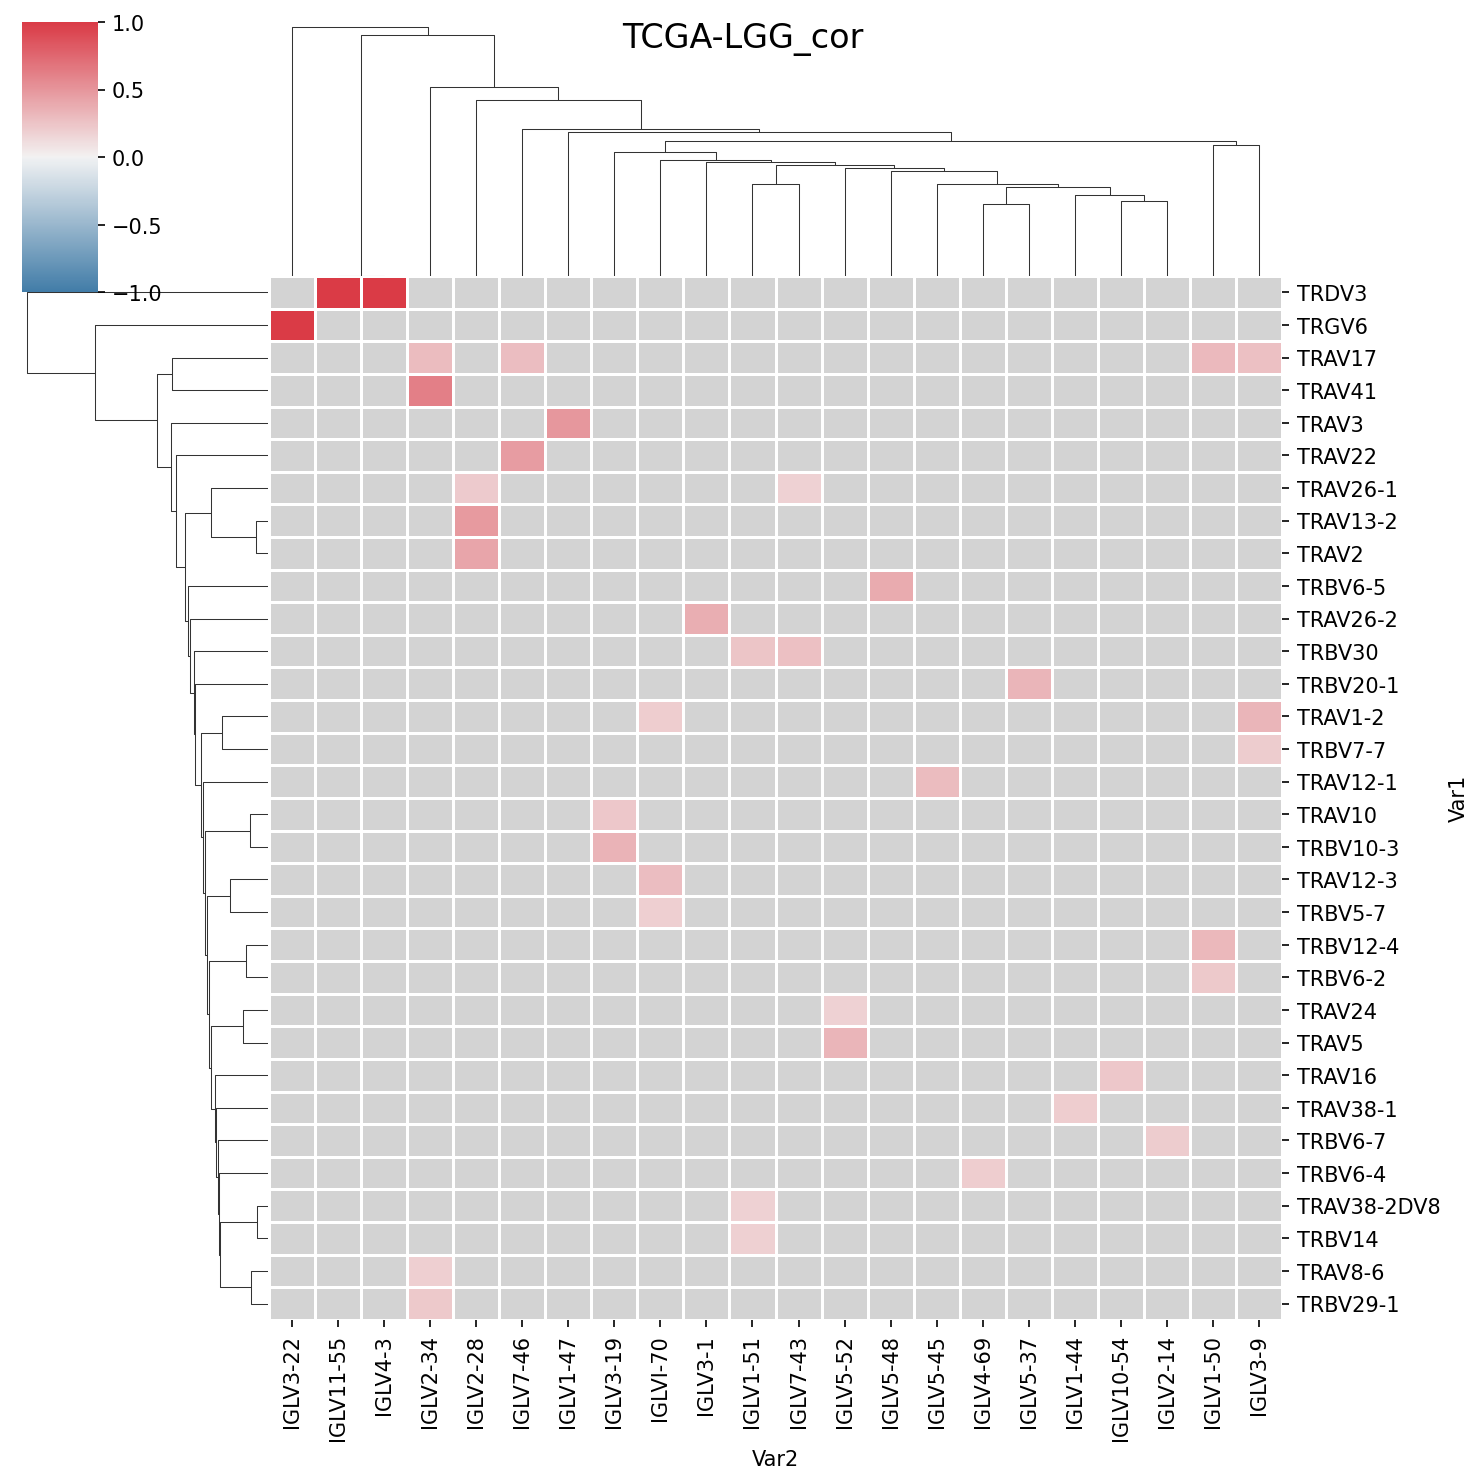 TCGA-LGG_cor
1.0
0.5
0.0
−0.5
−1.0
TRDV3
TRGV6
TRAV17
TRAV41
TRAV3
TRAV22
TRAV26-1
TRAV13-2
TRAV2
TRBV6-5
TRAV26-2
TRBV30
TRBV20-1
TRAV1-2
TRBV7-7
TRAV12-1
TRAV10
TRBV10-3
TRAV12-3
TRBV5-7
TRBV12-4
TRBV6-2
TRAV24
TRAV5
TRAV16
TRAV38-1
TRBV6-7
TRBV6-4
TRAV38-2DV8
TRBV14
TRAV8-6
TRBV29-1
Var1
IGLV3-22
IGLV11-55
IGLV4-3
IGLV2-34
IGLV2-28
IGLV7-46
IGLV1-47
IGLV3-19
IGLVI-70
IGLV3-1
IGLV1-51
IGLV7-43
IGLV5-52
IGLV5-48
IGLV5-45
IGLV4-69
IGLV5-37
IGLV1-44
IGLV10-54
IGLV2-14
IGLV1-50
IGLV3-9
Var2